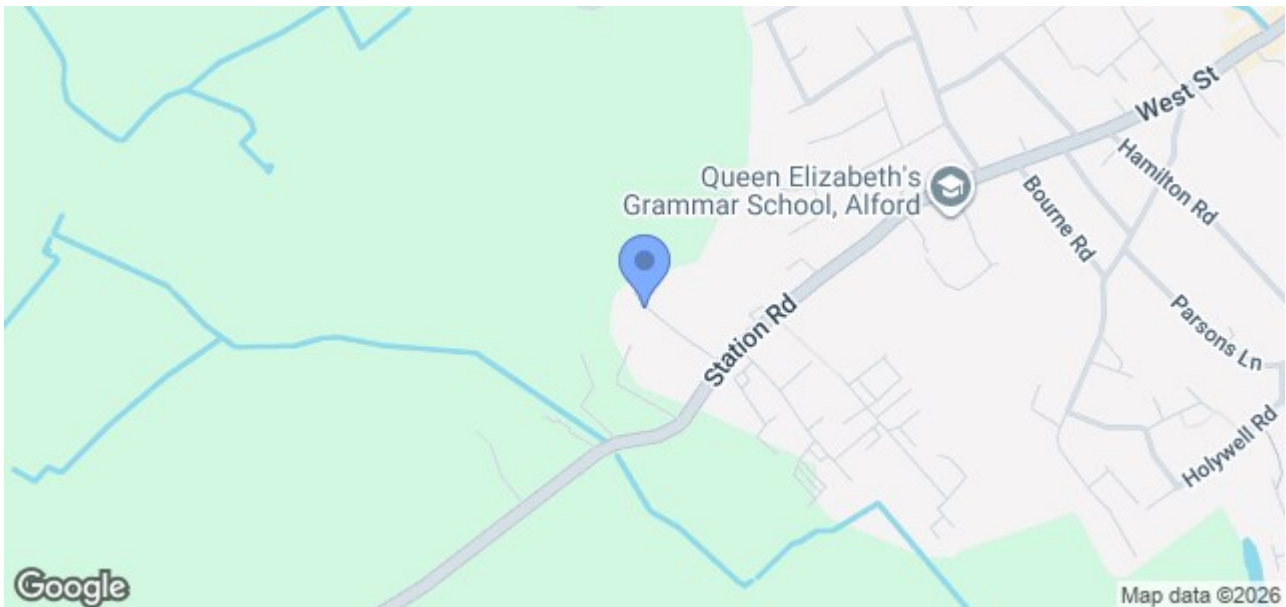 West St
Hamilton Rd
Queen Elizabeth's
Grammar School, Alford
Bourne Rd
Parsons Ln
Station Rd
Holywell Rd
Google
Map data ©2026